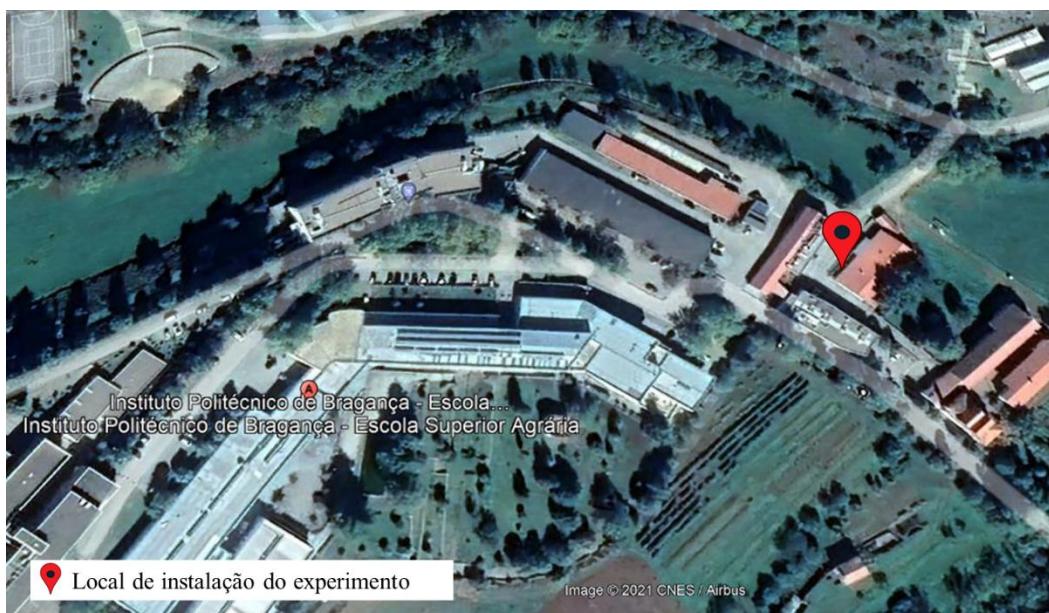 A
Instituto Politécnico de Bragança - Escola...
Instituto Politécnico de Bragança - Escola Superior Agrária
Local de instalação do experimento
Image © 2021 CNES / Airbus